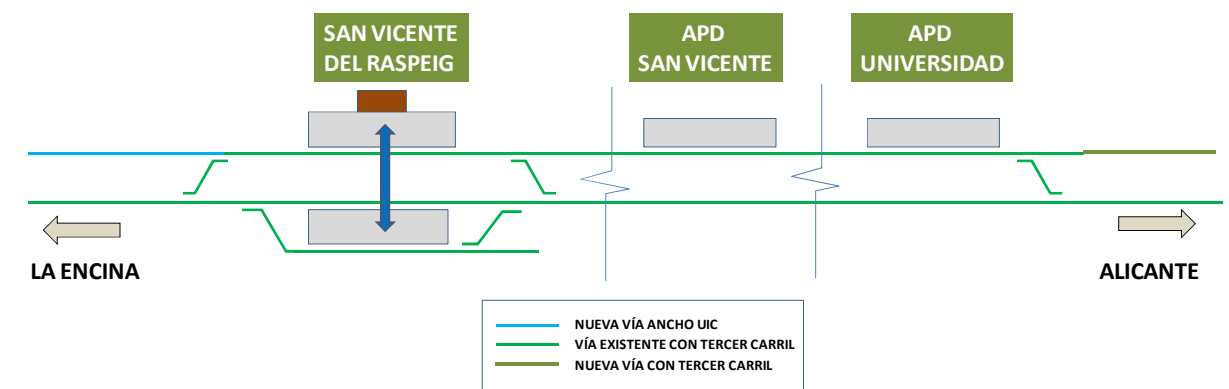 SAN VICENTE
DEL RASPEIG
APD
SAN VICENTE
APD
UNIVERSIDAD
LA ENCINA
ALICANTE
NUEVA VÍA ANCHO UIC
VÍA EXISTENTE CON TERCER CARRIL
NUEVA VÍA CON TERCER CARRIL